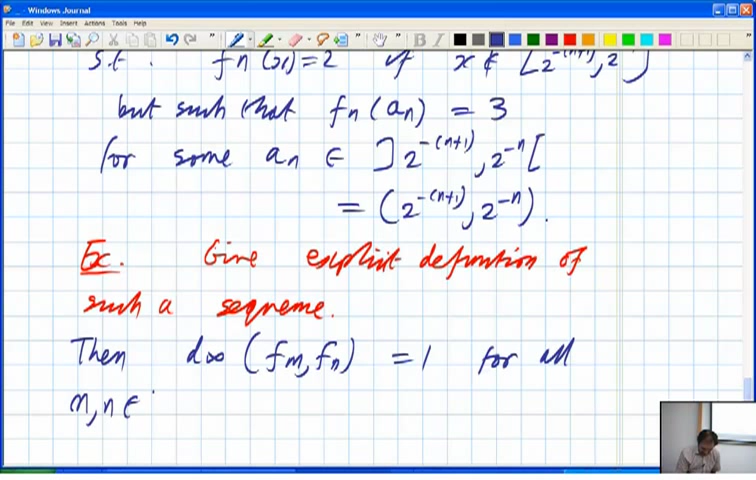 Windows Journal
File Edit View Insert Actions Tools Help
s.t. fn(x)=2 if x ∉ [2^-(n+1), 2^-n]
but such that fn(an) = 3
for some an ∈ ]2^-(n+1), 2^-n[
= (2^-(n+1), 2^-n).
Ex. Give explicit definition of
such a sequence.
Then d∞(fm, fn) = 1 for all
m, n ∈